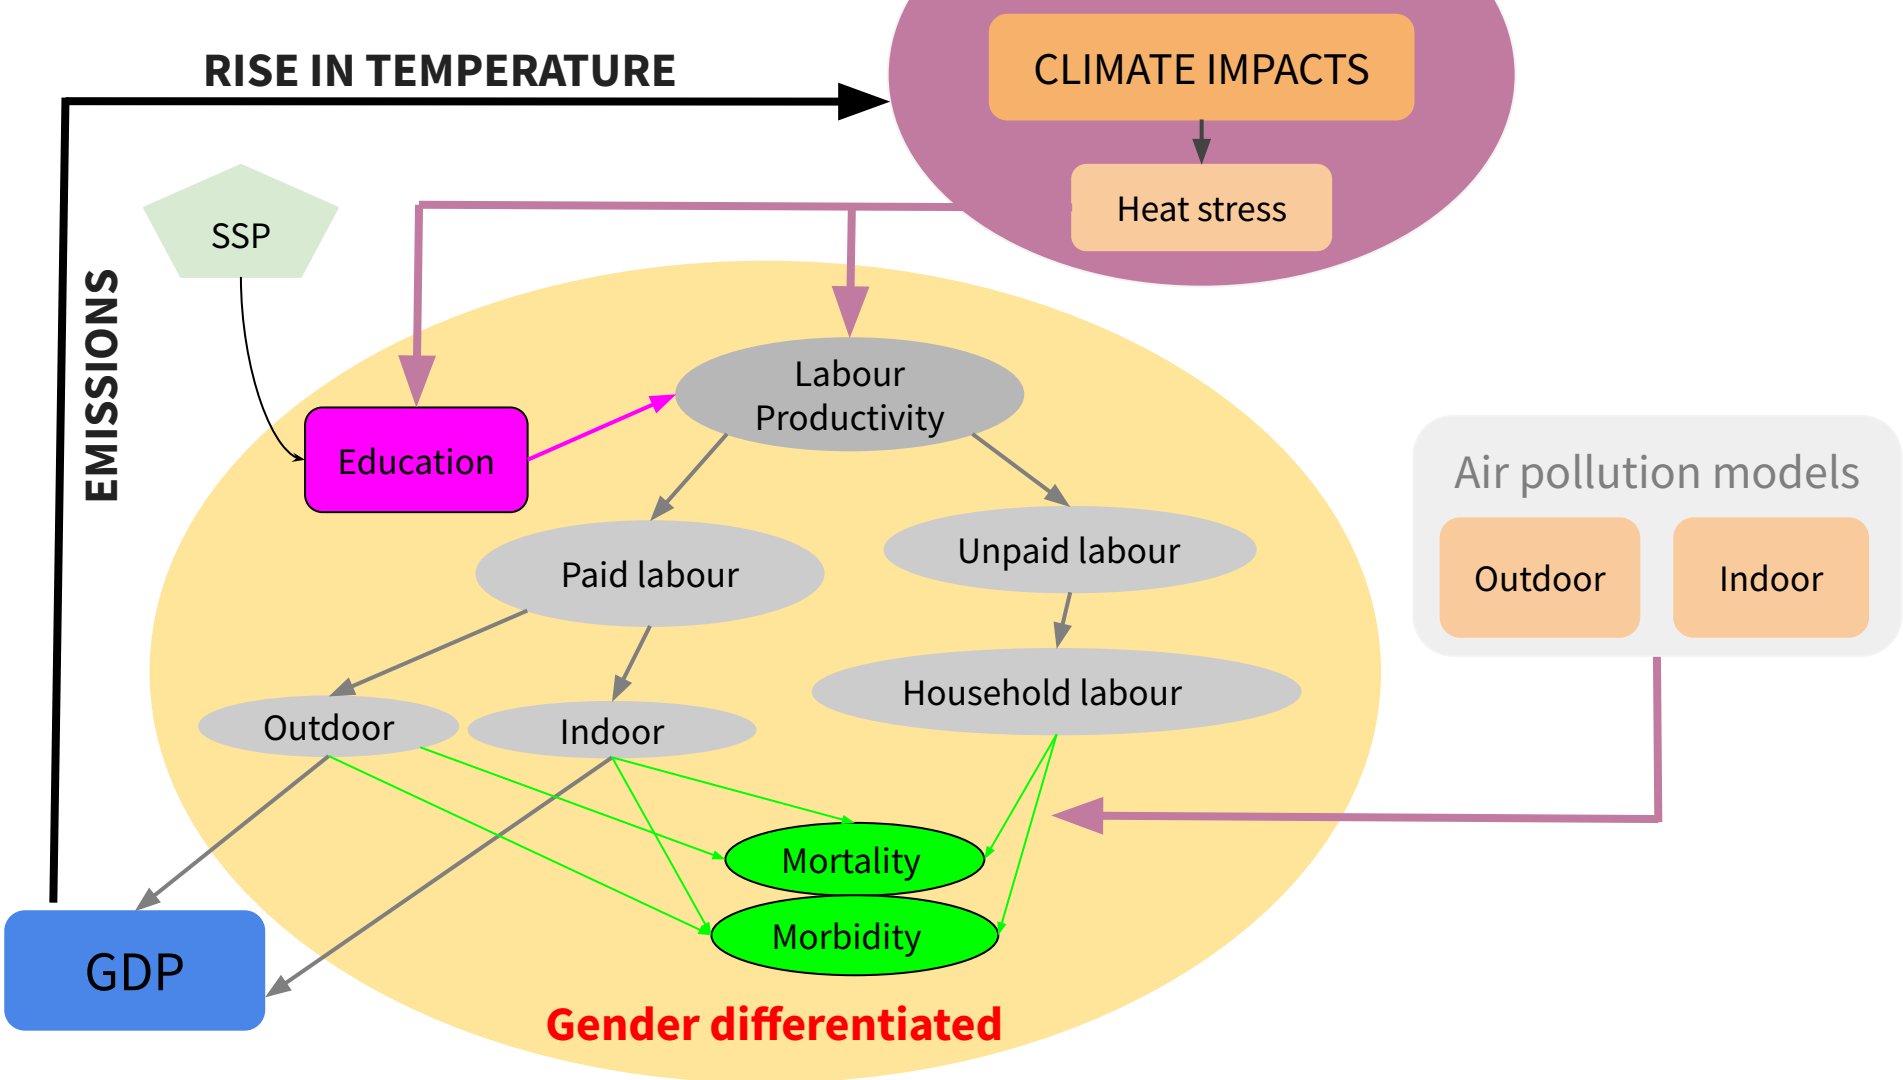 RISE IN TEMPERATURE
CLIMATE IMPACTS
Heat stress
SSP
EMISSIONS
Labour
Productivity
Education
Air pollution models
Outdoor
Indoor
Unpaid labour
Paid labour
Household labour
Outdoor
Indoor
Mortality
Morbidity
GDP
Gender differentiated